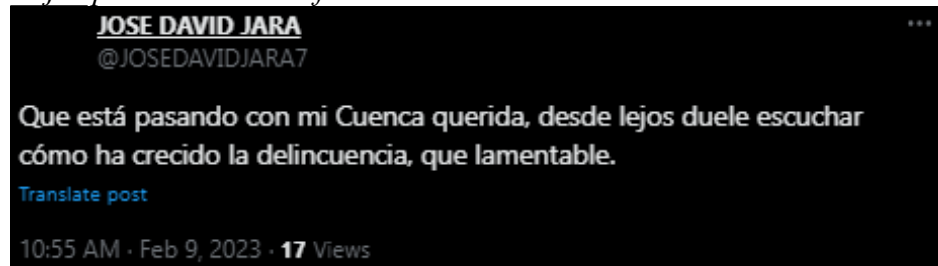 JOSE DAVID JARA
@JOSEDAVIDJARA7
Que está pasando con mi Cuenca querida, desde lejos duele escuchar
cómo ha crecido la delincuencia, que lamentable.
Translate post
10:55 AM · Feb 9, 2023 · 17 Views